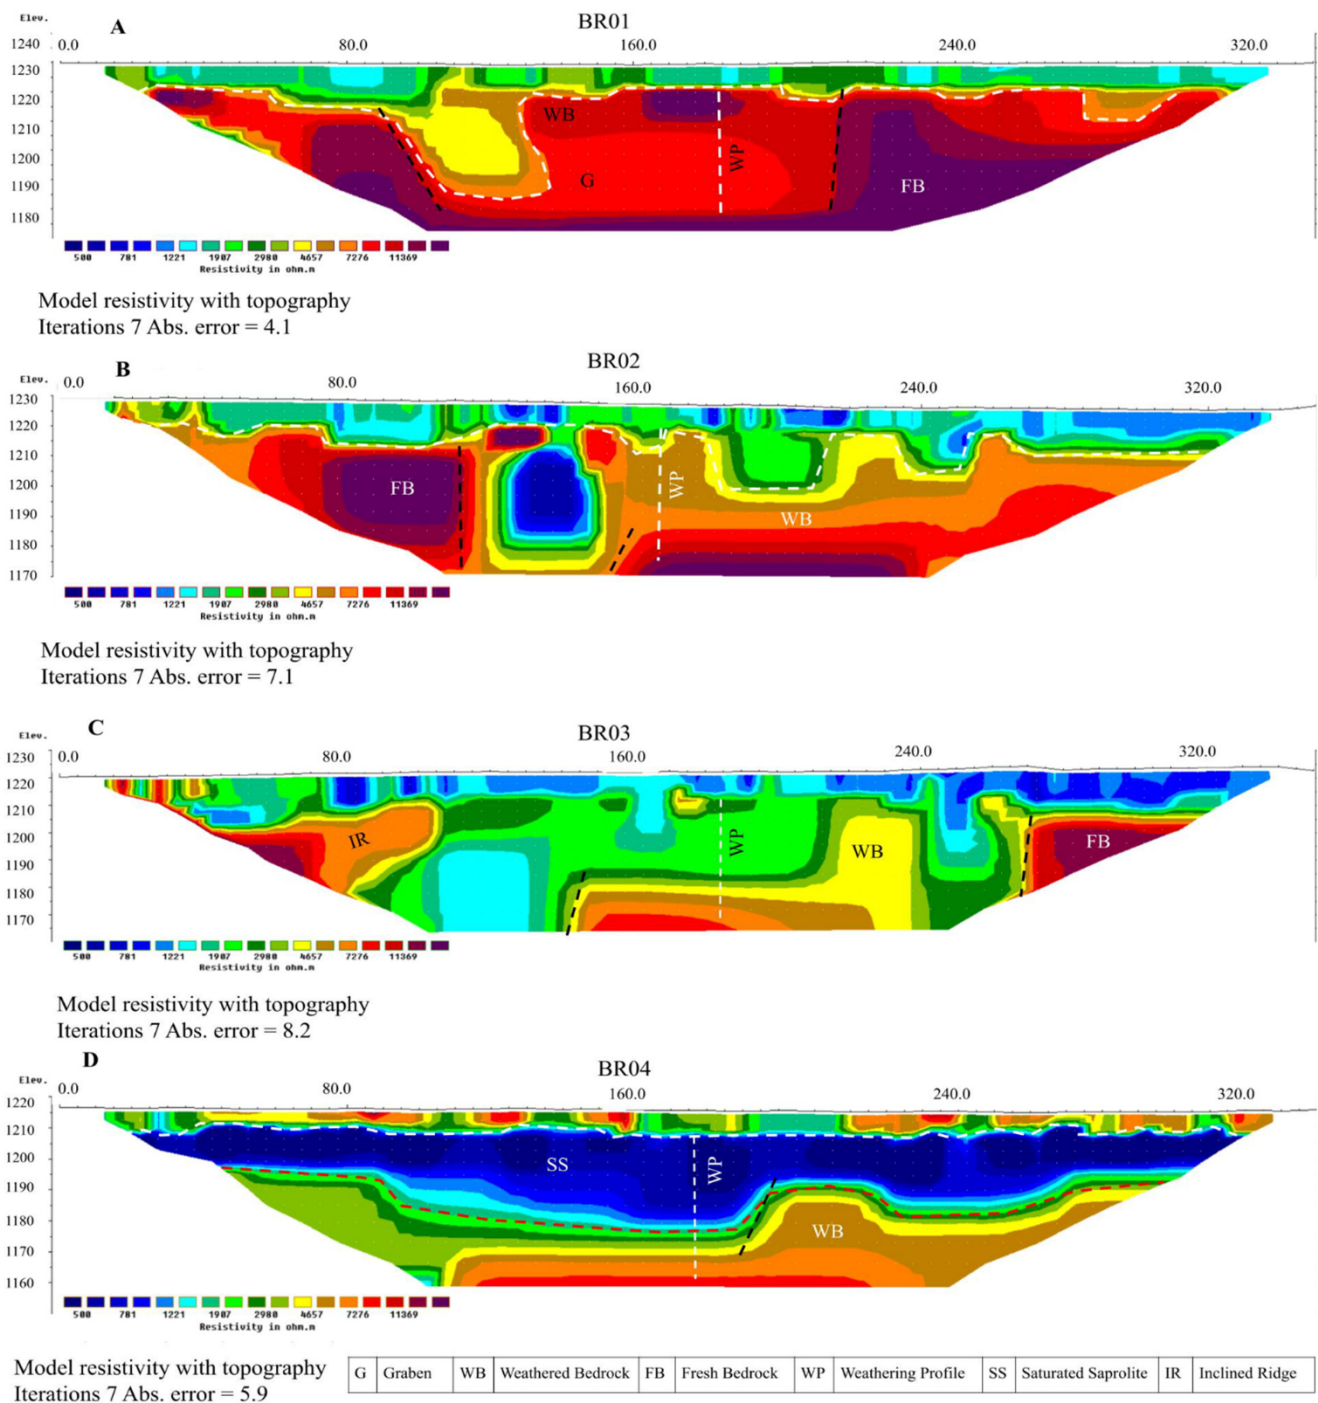 BR01
A
Elev.
0.0 80.0 160.0 240.0 320.0
1240
1230
1220
1210
1200
1190
1180
WB
WP
G
FB
500 781 1221 1907 2980 4657 7276 11369
Resistivity in ohm.m
Model resistivity with topography
Iterations 7 Abs. error = 4.1
BR02
B
Elev.
0.0 80.0 160.0 240.0 320.0
1230
1220
1210
1200
1190
1180
1170
FB
WP
WB
500 781 1221 1907 2980 4657 7276 11369
Resistivity in ohm.m
Model resistivity with topography
Iterations 7 Abs. error = 7.1
C
BR03
Elev.
0.0 80.0 160.0 240.0 320.0
1230
1220
1210
1200
1190
1180
1170
IR
WP
WB
FB
500 781 1221 1907 2980 4657 7276 11369
Resistivity in ohm.m
Model resistivity with topography
Iterations 7 Abs. error = 8.2
D
BR04
Elev.
0.0 80.0 160.0 240.0 320.0
1220
1210
1200
1190
1180
1170
1160
SS
WP
WB
500 781 1221 1907 2980 4657 7276 11369
Resistivity in ohm.m
Model resistivity with topography
Iterations 7 Abs. error = 5.9
G Graben WB Weathered Bedrock FB Fresh Bedrock WP Weathering Profile SS Saturated Saprolite IR Inclined Ridge